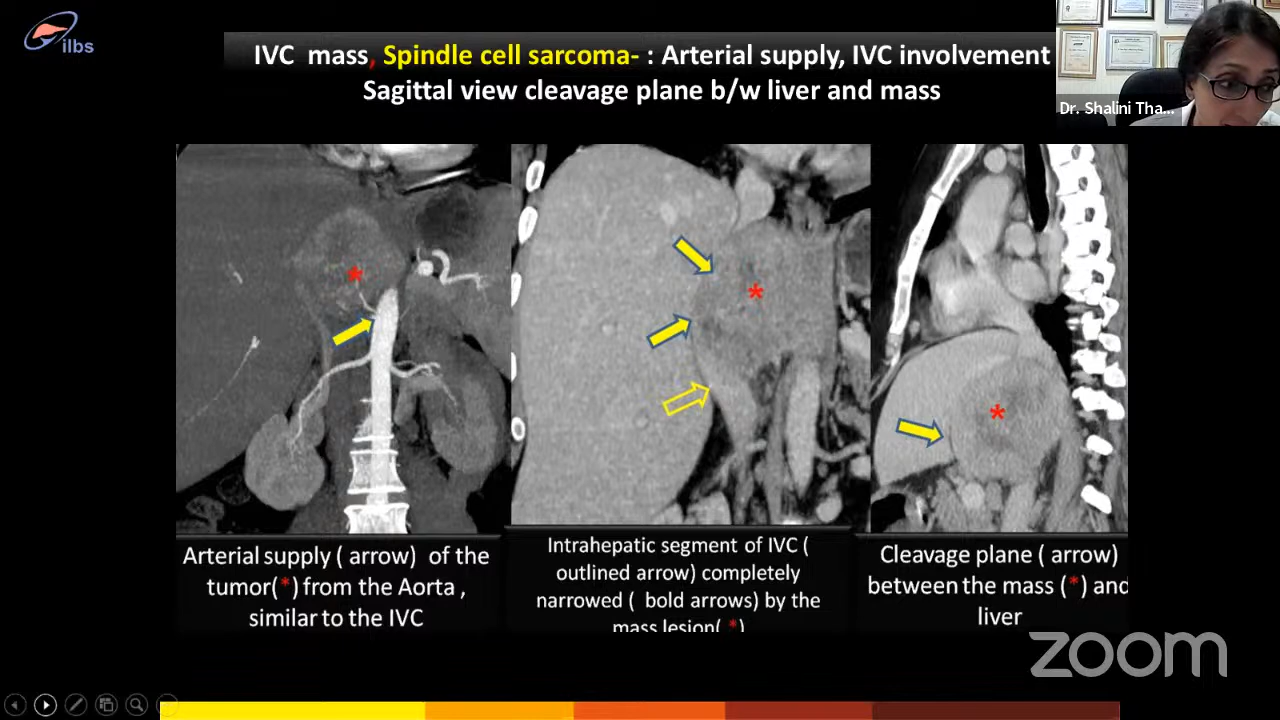 ilbs
IVC mass, Spindle cell sarcoma- : Arterial supply, IVC involvement
Sagittal view cleavage plane b/w liver and mass
Dr. Shalini Tha...
*
*
*
Arterial supply ( arrow) of the
tumor(*) from the Aorta ,
similar to the IVC
Intrahepatic segment of IVC (
outlined arrow) completely
narrowed ( bold arrows) by the
mass lesion( *)
Cleavage plane ( arrow)
between the mass (*) and
liver
zoom